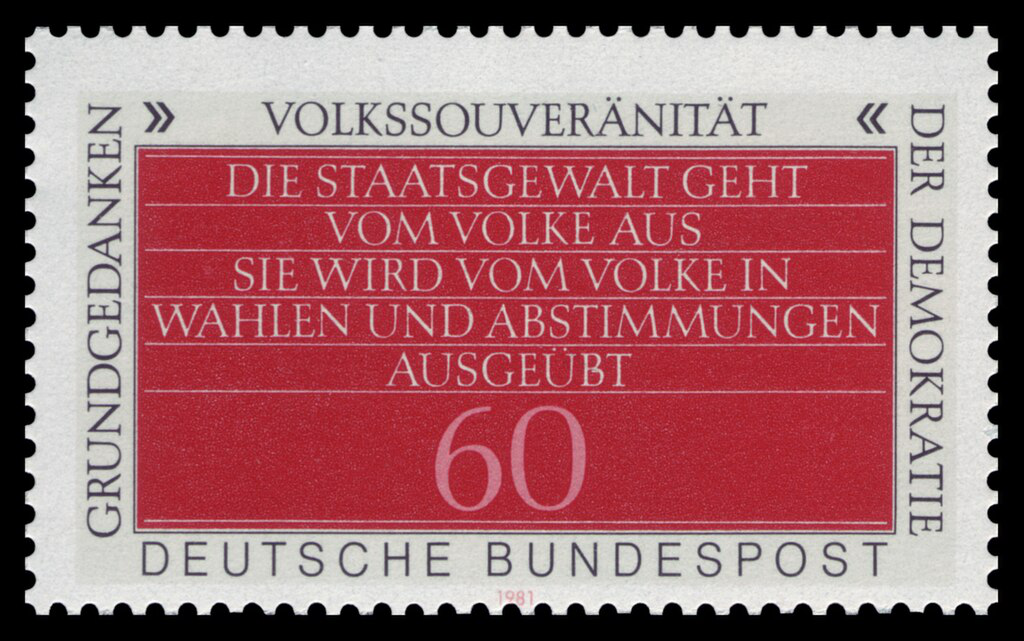 GRUNDGEDANKEN
» VOLKSSOUVERÄNITÄT «
DER DEMOKRATIE
DIE STAATSGEWALT GEHT
VOM VOLKE AUS
SIE WIRD VOM VOLKE IN
WAHLEN UND ABSTIMMUNGEN
AUSGEÜBT
60
DEUTSCHE BUNDESPOST
1981